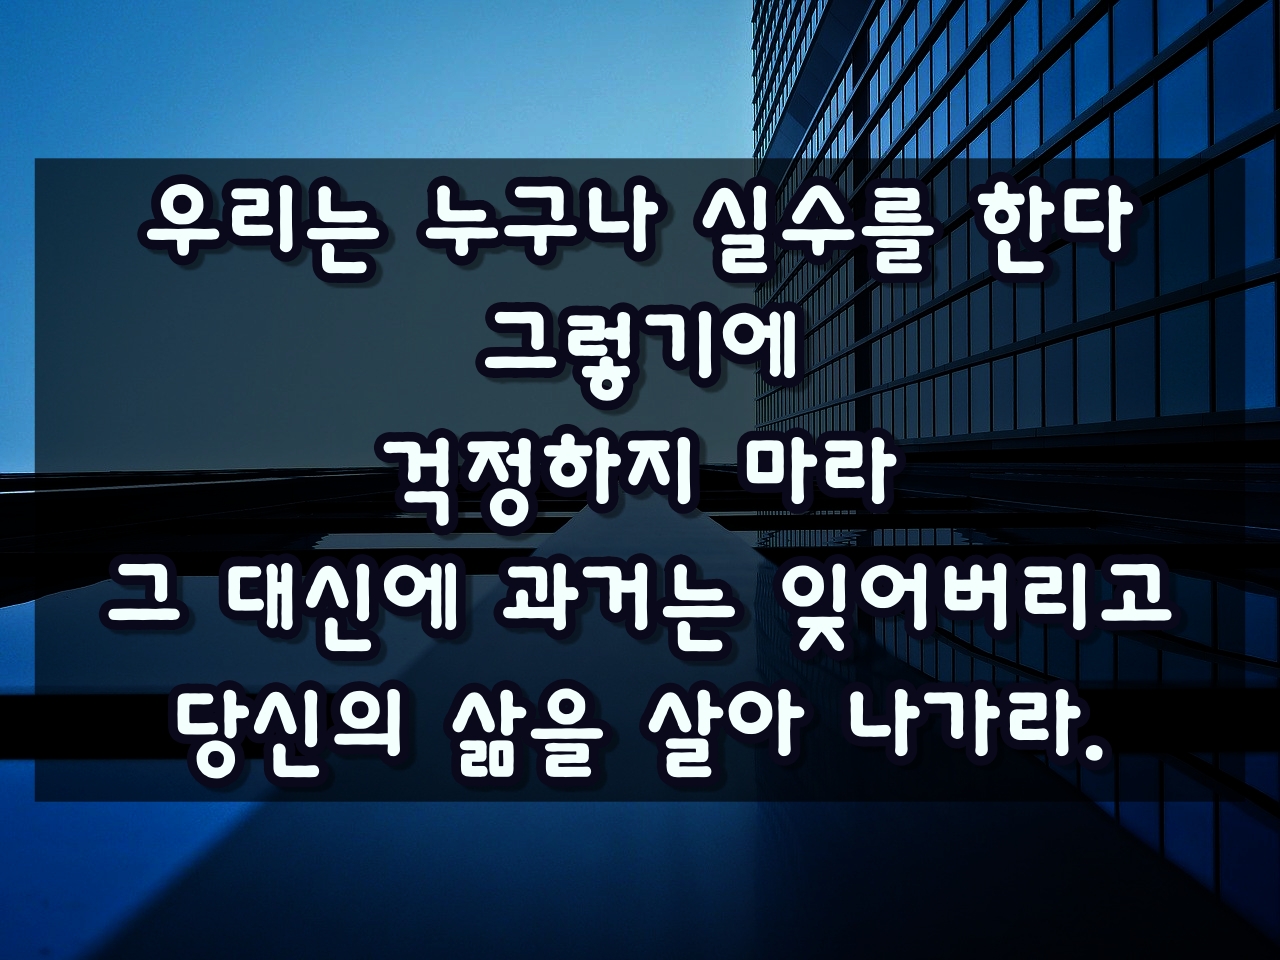 우리는 누구나 실수를 한다
그렇기에
걱정하지 마라
그 대신에 과거는 잊어버리고
당신의 삶을 살아 나가라.